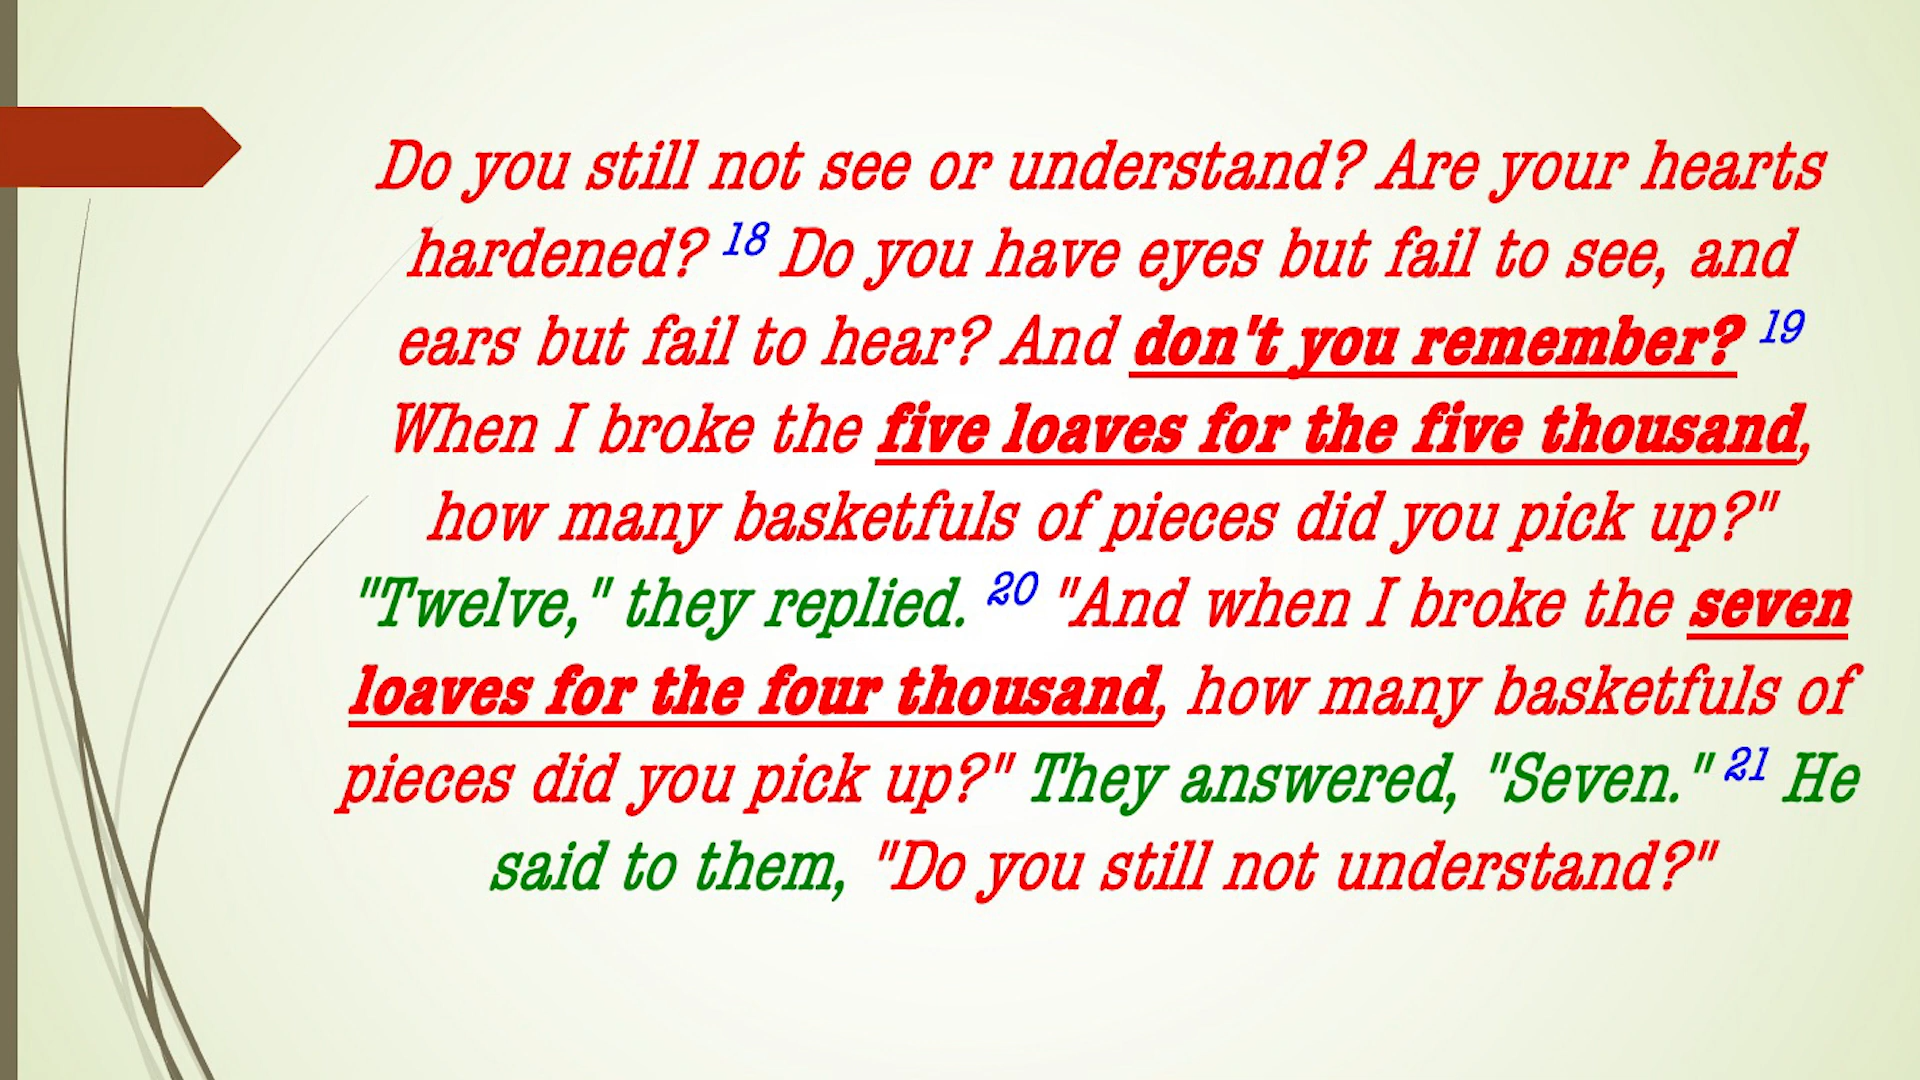 Do you still not see or understand? Are your hearts
hardened? 18 Do you have eyes but fail to see, and
ears but fail to hear? And don't you remember? 19
When I broke the five loaves for the five thousand,
how many basketfuls of pieces did you pick up?"
"Twelve," they replied. 20 "And when I broke the seven
loaves for the four thousand, how many basketfuls of
pieces did you pick up?" They answered, "Seven." 21 He
said to them, "Do you still not understand?"